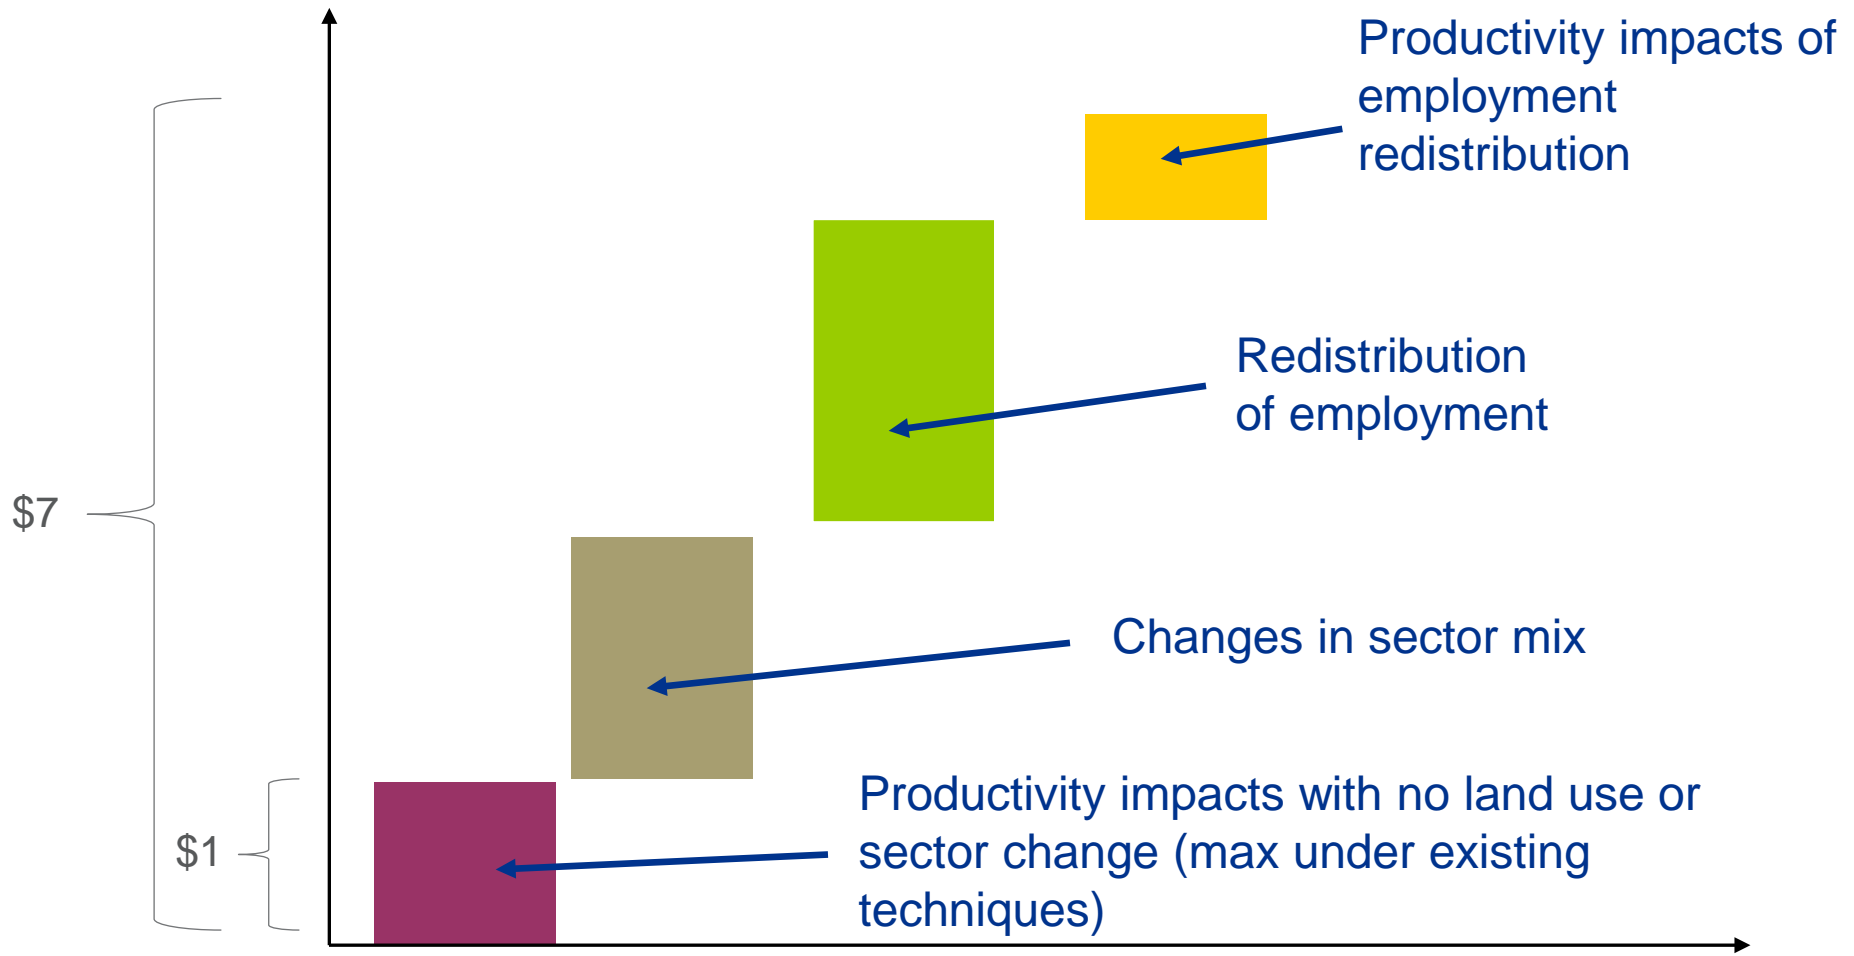 Productivity impacts of
employment
redistribution
Redistribution
of employment
$7
Changes in sector mix
Productivity impacts with no land use or
sector change (max under existing
techniques)
$1